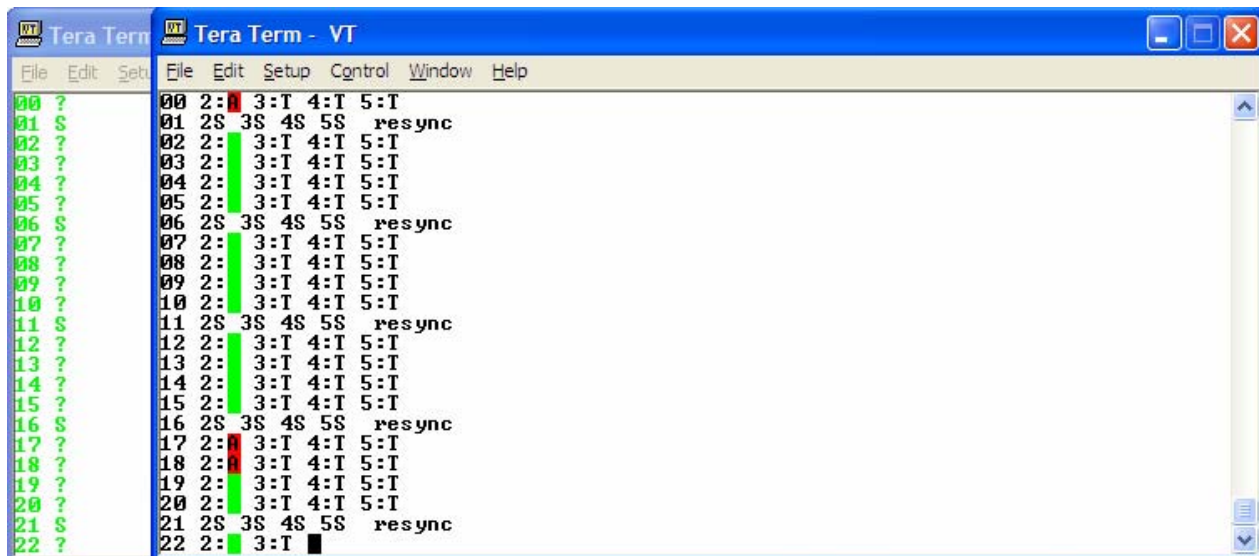 Tera Term
File Edit Setu
00 ?
01 S
02 ?
03 ?
04 ?
05 ?
06 S
07 ?
08 ?
09 ?
10 ?
11 S
12 ?
13 ?
14 ?
15 ?
16 S
17 ?
18 ?
19 ?
20 ?
21 S
22 ?
Tera Term - VT
File Edit Setup Control Window Help
00 2:A 3:T 4:T 5:T
01 2S 3S 4S 5S resync
02 2: 3:T 4:T 5:T
03 2: 3:T 4:T 5:T
04 2: 3:T 4:T 5:T
05 2: 3:T 4:T 5:T
06 2S 3S 4S 5S resync
07 2: 3:T 4:T 5:T
08 2: 3:T 4:T 5:T
09 2: 3:T 4:T 5:T
10 2: 3:T 4:T 5:T
11 2S 3S 4S 5S resync
12 2: 3:T 4:T 5:T
13 2: 3:T 4:T 5:T
14 2: 3:T 4:T 5:T
15 2: 3:T 4:T 5:T
16 2S 3S 4S 5S resync
17 2:A 3:T 4:T 5:T
18 2:A 3:T 4:T 5:T
19 2: 3:T 4:T 5:T
20 2: 3:T 4:T 5:T
21 2S 3S 4S 5S resync
22 2: 3:T